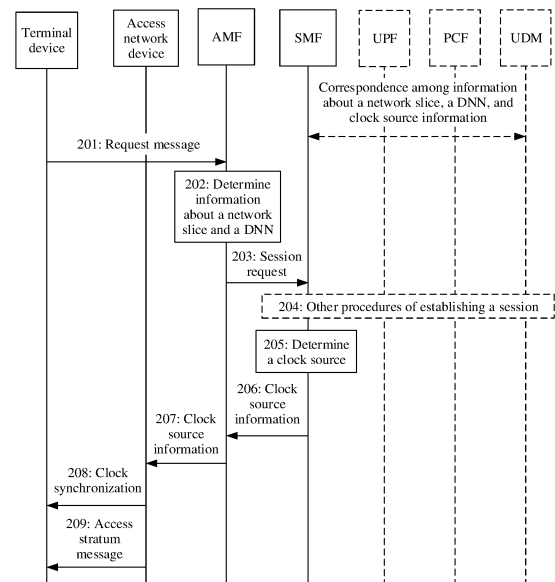 Terminal
device
Access
network
device
AMF
SMF
UPF
PCF
UDM
Correspondence among information
about a network slice, a DNN, and
clock source information
201: Request message
202: Determine
information
about a network
slice and a DNN
203: Session
request
204: Other procedures of establishing a session
205: Determine
a clock source
206: Clock
source
information
207: Clock
source
information
208: Clock
synchronization
209: Access
stratum
message